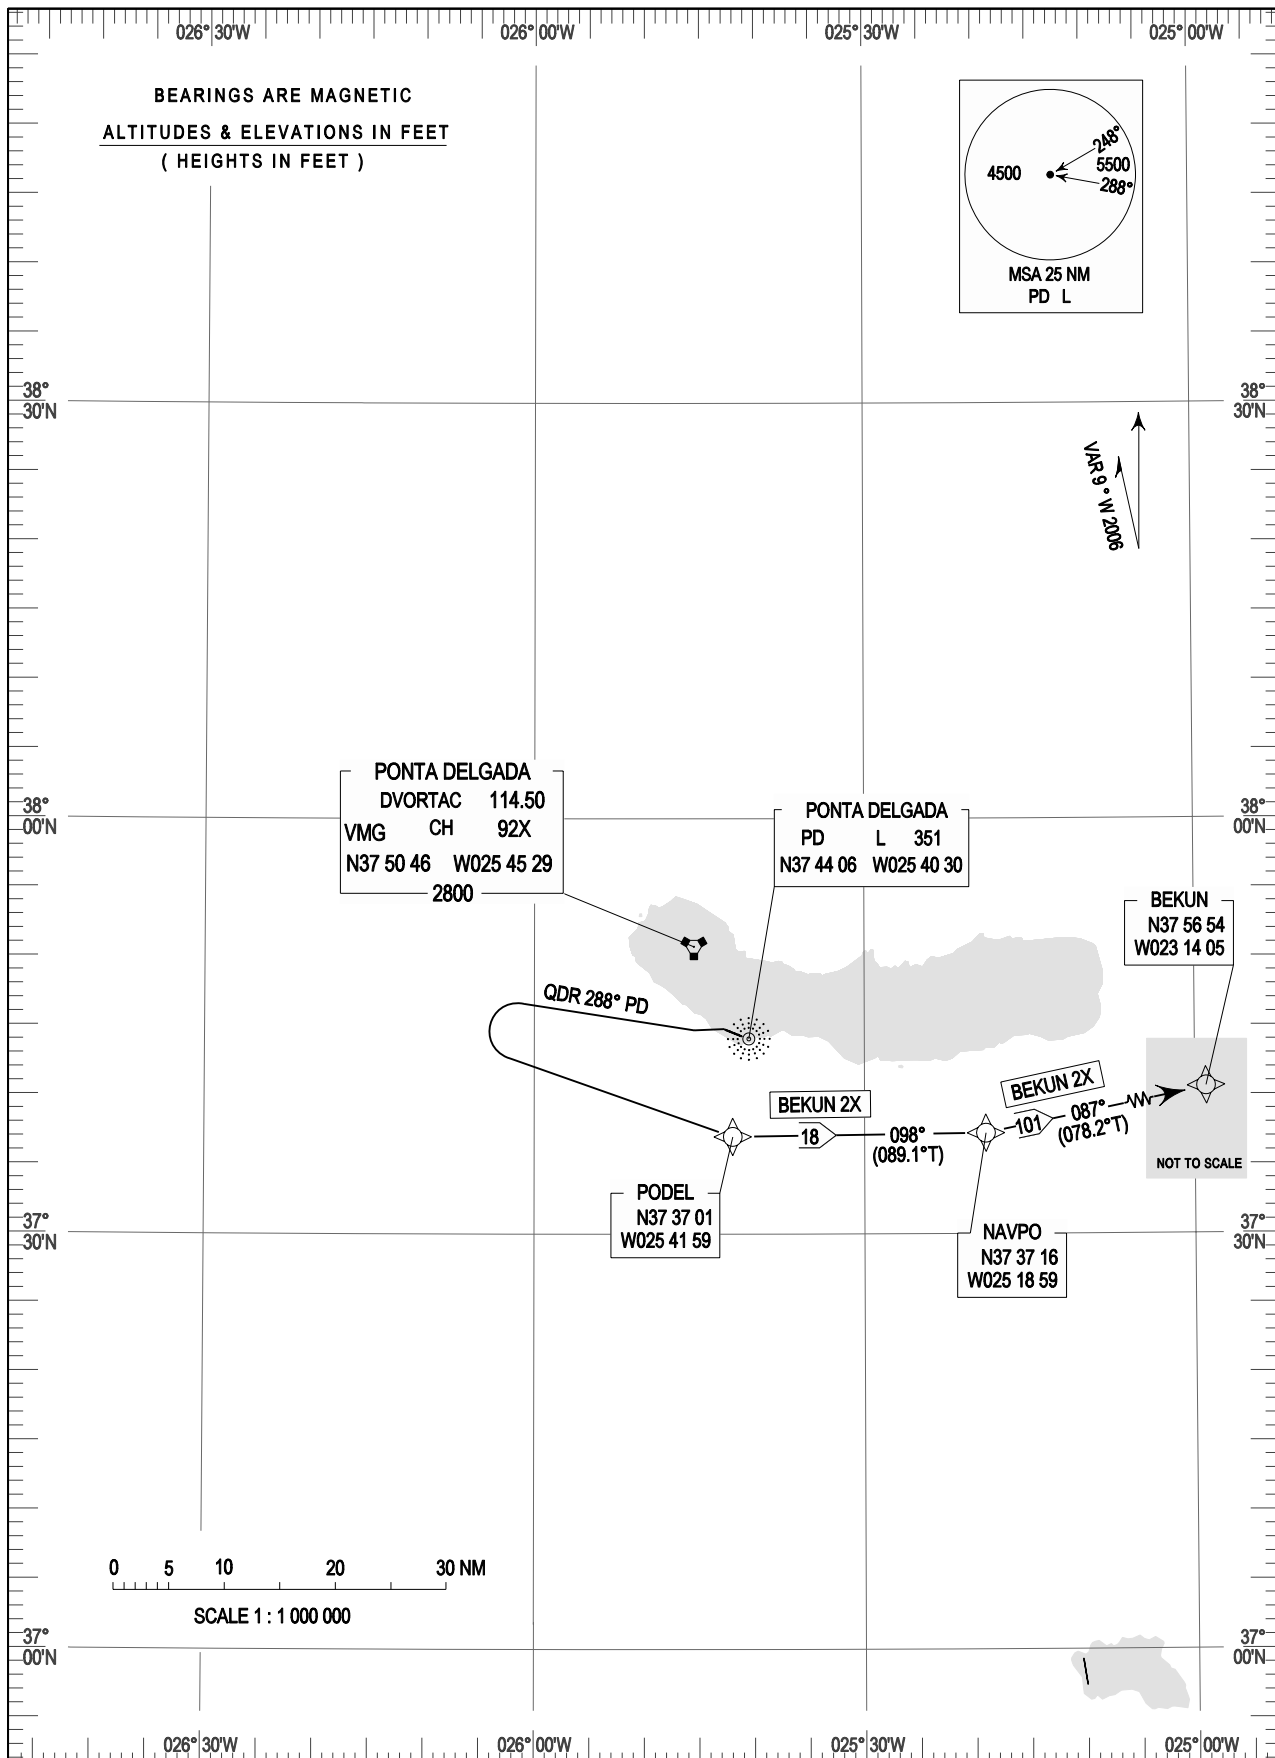 026° 30'W 026° 00'W 025° 30'W 025° 00'W
BEARINGS ARE MAGNETIC
ALTITUDES & ELEVATIONS IN FEET
( HEIGHTS IN FEET )
248°
4500 5500
288°
MSA 25 NM
PD L
38° 38°
30'N 30'N
VAR 9 ° W 2006
PONTA DELGADA
DVORTAC 114.50
VMG CH 92X
N37 50 46 W025 45 29
2800
38° 38°
00'N 00'N
PONTA DELGADA
PD L 351
N37 44 06 W025 40 30
BEKUN
N37 56 54
W023 14 05
QDR 288° PD
BEKUN 2X
18 098°
(089.1°T)
BEKUN 2X
101 087°
(078.2°T)
NOT TO SCALE
PODEL
N37 37 01
W025 41 59
NAVPO
N37 37 16
W025 18 59
37° 37°
30'N 30'N
0 5 10 20 30 NM
SCALE 1 : 1 000 000
37° 37°
00'N 00'N
026° 30'W 026° 00'W 025° 30'W 025° 00'W